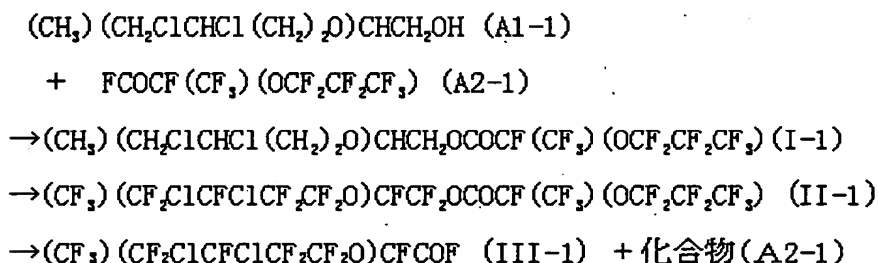 (CH₃)(CH₂ClCHCl(CH₂)₂O)CHCH₂OH (A1-1)
+ FCOCF(CF₃)(OCF₂CF₂CF₃) (A2-1)
→(CH₃)(CH₂ClCHCl(CH₂)₂O)CHCH₂OCOCF(CF₃)(OCF₂CF₂CF₃)(I-1)
→(CF₃)(CF₂ClCFClCF₂CF₂O)CFCF₂OCOCF(CF₃)(OCF₂CF₂CF₃) (II-1)
→(CF₃)(CF₂ClCFClCF₂CF₂O)CFCOF (III-1) +化合物(A2-1)